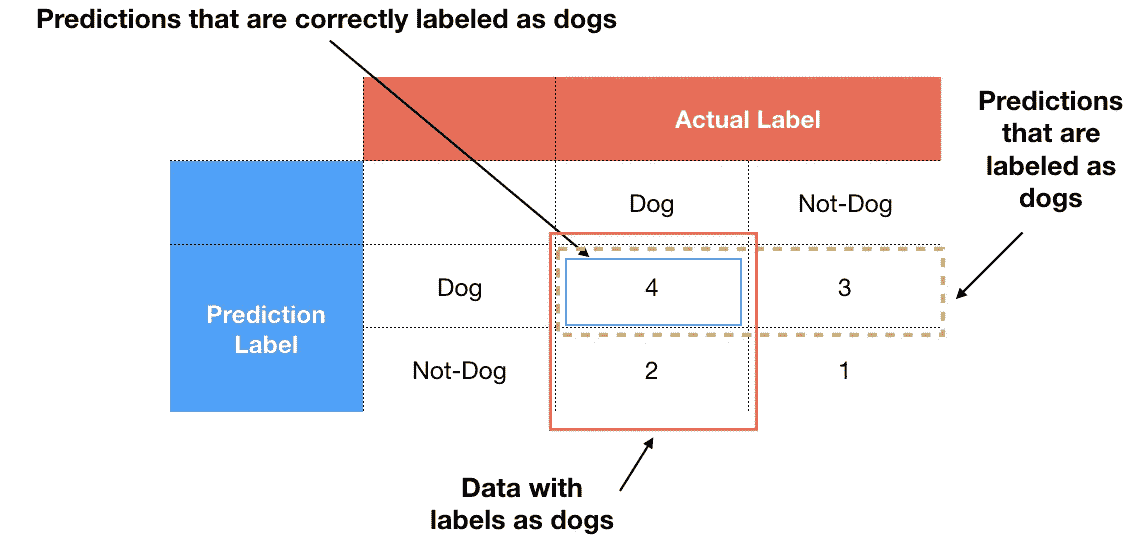 Predictions that are correctly labeled as dogs
Actual Label
Predictions
that are
labeled as
dogs
Dog Not-Dog
Prediction
Label
Dog 4 3
Not-Dog 2 1
Data with
labels as dogs